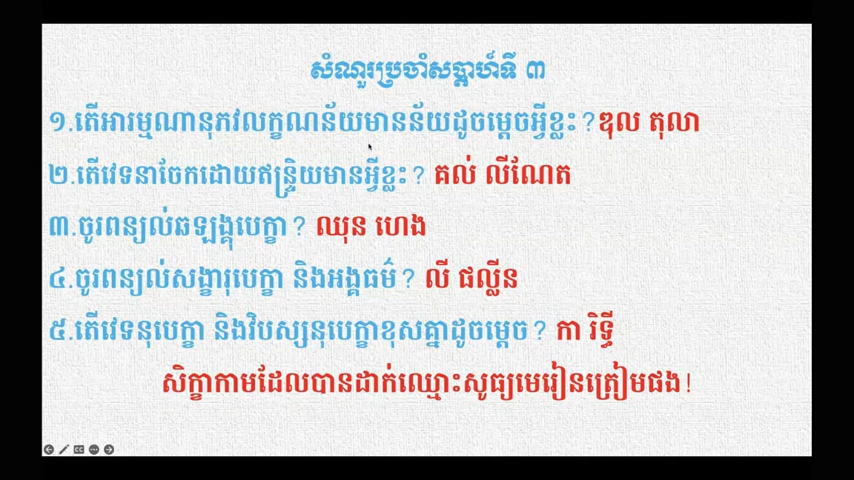 សំណួរប្រចាំសប្ដាហ៍ទី ៣
១.តើអារម្មណានុភវលក្ខណន័យមានន័យដូចម្ដេចអ្វីខ្លះ?ឌុល តុលា
២.តើវេទនាចែកដោយឥន្ទ្រិយមានអ្វីខ្លះ? គល់ លីណែត
៣.ចូរពន្យល់ឆឡង្គុបេក្ខា? ឈុន ហេង
៤.ចូរពន្យល់សង្ខារុបេក្ខា និងអង្គធម៌? លី ផល្លីន
៥.តើវេទនុបេក្ខា និងវិបស្សនុបេក្ខាខុសគ្នាដូចម្ដេច? កា រិទ្ធី
សិក្ខាកាមដែលបានដាក់ឈ្មោះសូធ្យមេរៀនត្រៀមផង!